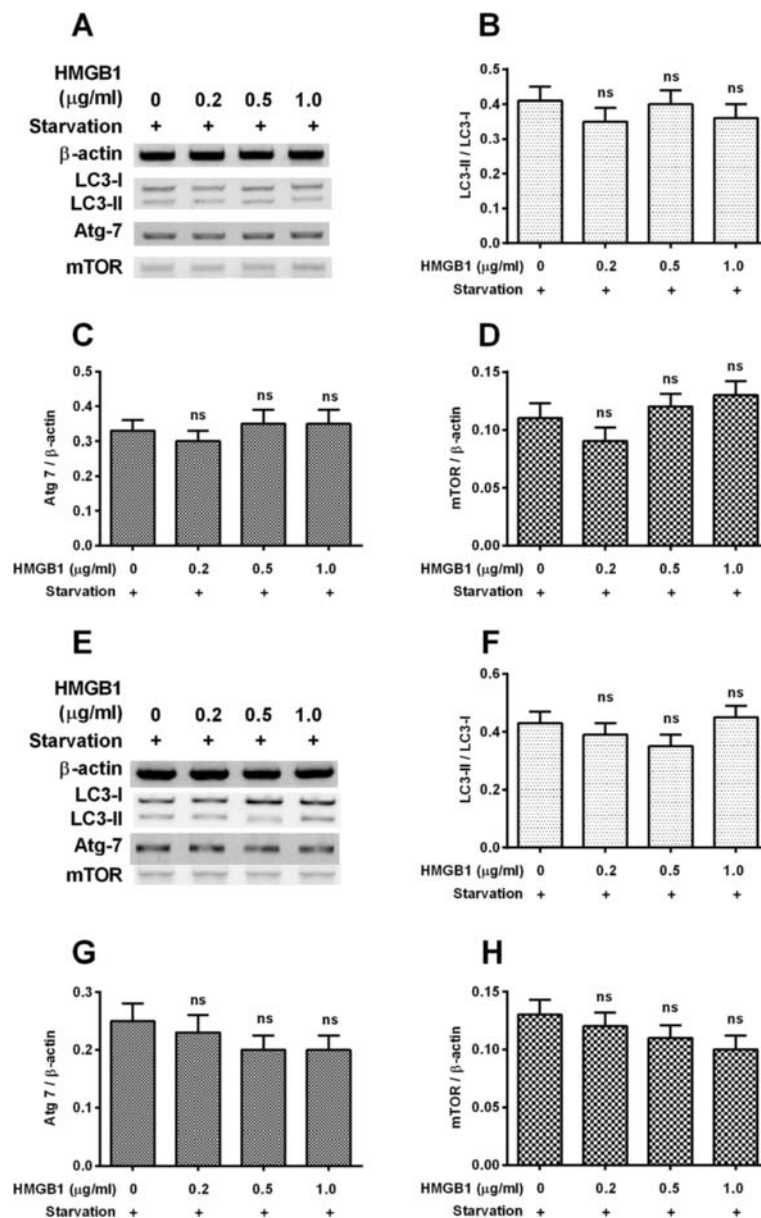 A
HMGB1
(μg/ml) 0 0.2 0.5 1.0
Starvation + + + +
β-actin
LC3-I
LC3-II
Atg-7
mTOR
B
LC3-II / LC3-I
0.5
0.4
0.3
0.2
0.1
0.0
ns ns ns
HMGB1 (μg/ml) 0 0.2 0.5 1.0
Starvation + + + +
C
Atg 7 / β-actin
0.5
0.4
0.3
0.2
0.1
0.0
ns ns ns
HMGB1 (μg/ml) 0 0.2 0.5 1.0
Starvation + + + +
D
mTOR / β-actin
0.15
0.10
0.05
0.00
ns ns ns
HMGB1 (μg/ml) 0 0.2 0.5 1.0
Starvation + + + +
E
HMGB1
(μg/ml) 0 0.2 0.5 1.0
Starvation + + + +
β-actin
LC3-I
LC3-II
Atg-7
mTOR
F
LC3-II / LC3-I
0.6
0.4
0.2
0.0
ns ns ns
HMGB1 (μg/ml) 0 0.2 0.5 1.0
Starvation + + + +
G
Atg 7 / β-actin
0.3
0.2
0.1
0.0
ns ns ns
HMGB1 (μg/ml) 0 0.2 0.5 1.0
Starvation + + + +
H
mTOR / β-actin
0.15
0.10
0.05
0.00
ns ns ns
HMGB1 (μg/ml) 0 0.2 0.5 1.0
Starvation + + + +